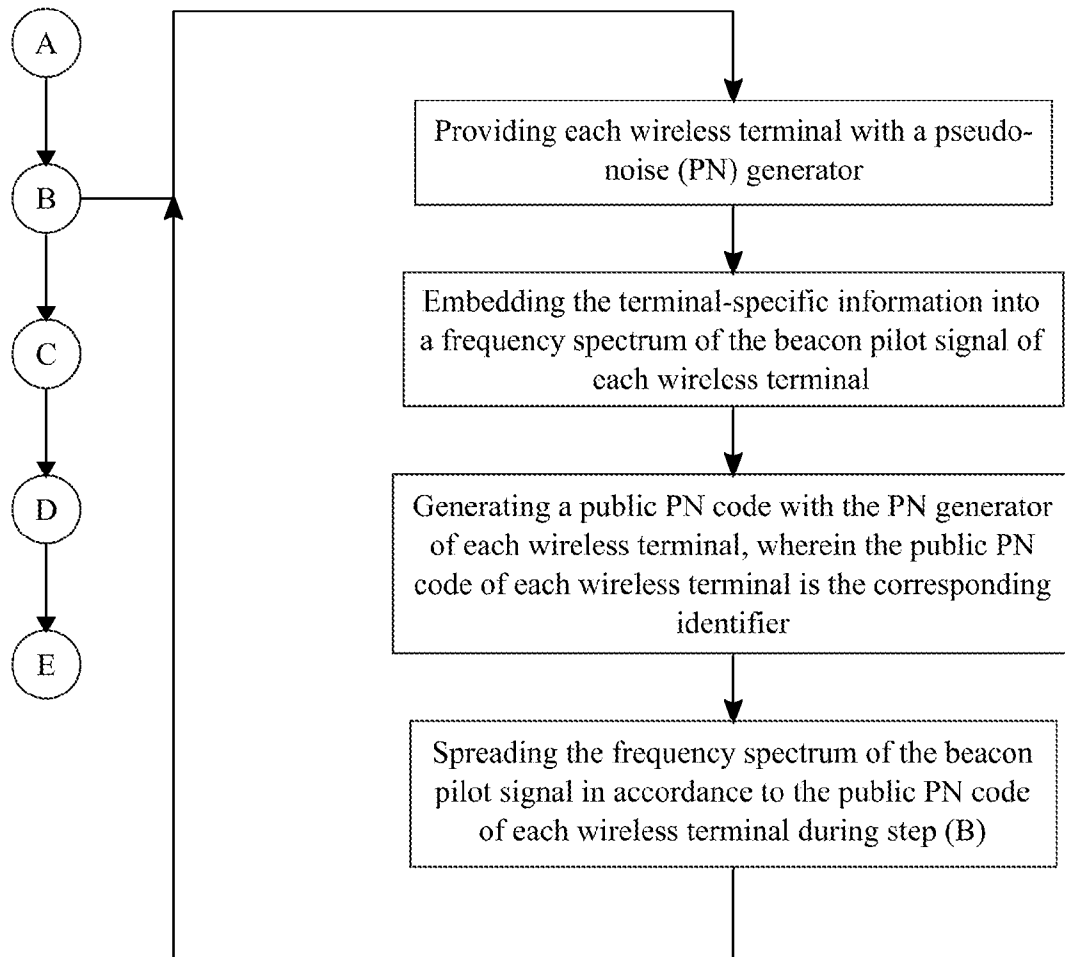 A
B
C
D
E
Providing each wireless terminal with a pseudo-
noise (PN) generator
Embedding the terminal-specific information into
a frequency spectrum of the beacon pilot signal of
each wireless terminal
Generating a public PN code with the PN generator
of each wireless terminal, wherein the public PN
code of each wireless terminal is the corresponding
identifier
Spreading the frequency spectrum of the beacon
pilot signal in accordance to the public PN code
of each wireless terminal during step (B)